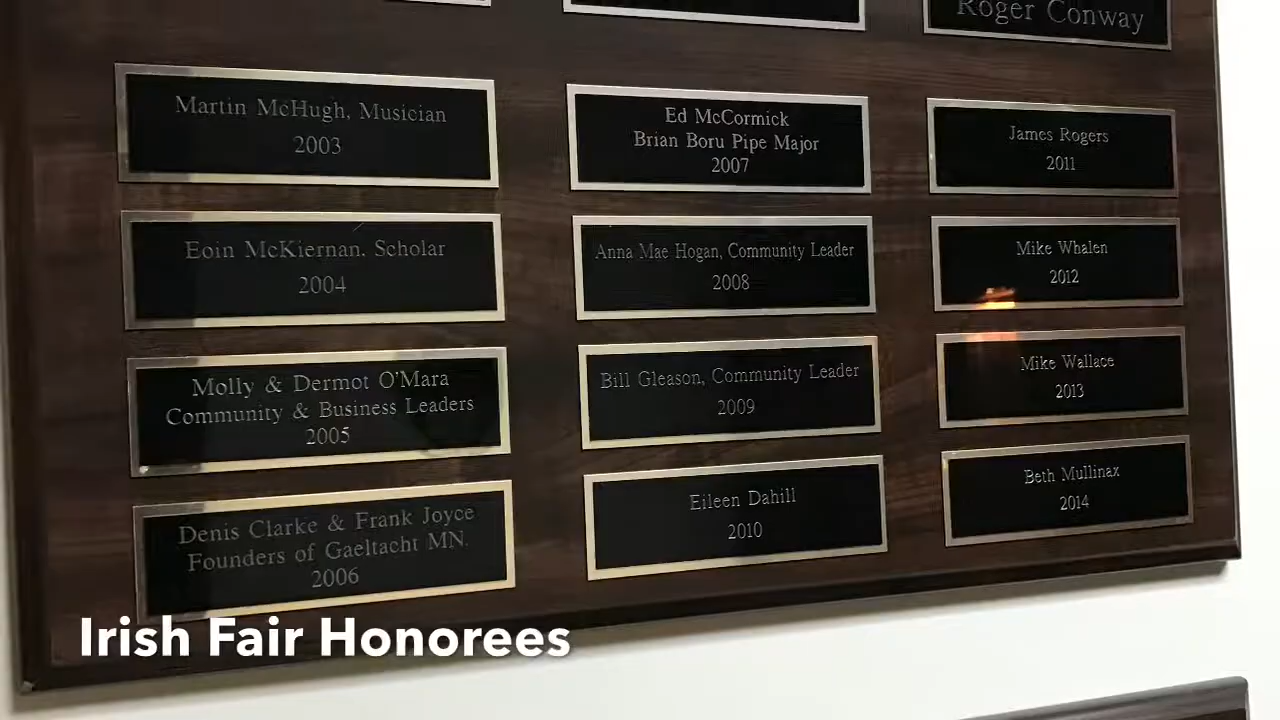 Roger Conway
Martin McHugh, Musician
2003
Eoin McKiernan, Scholar
2004
Molly & Dermot O'Mara
Community & Business Leaders
2005
Denis Clarke & Frank Joyce
Founders of Gaeltacht MN.
2006
Ed McCormick
Brian Boru Pipe Major
2007
Anna Mae Hogan, Community Leader
2008
Bill Gleason, Community Leader
2009
Eileen Dahill
2010
James Rogers
2011
Mike Whalen
2012
Mike Wallace
2013
Beth Mullinax
2014
Irish Fair Honorees